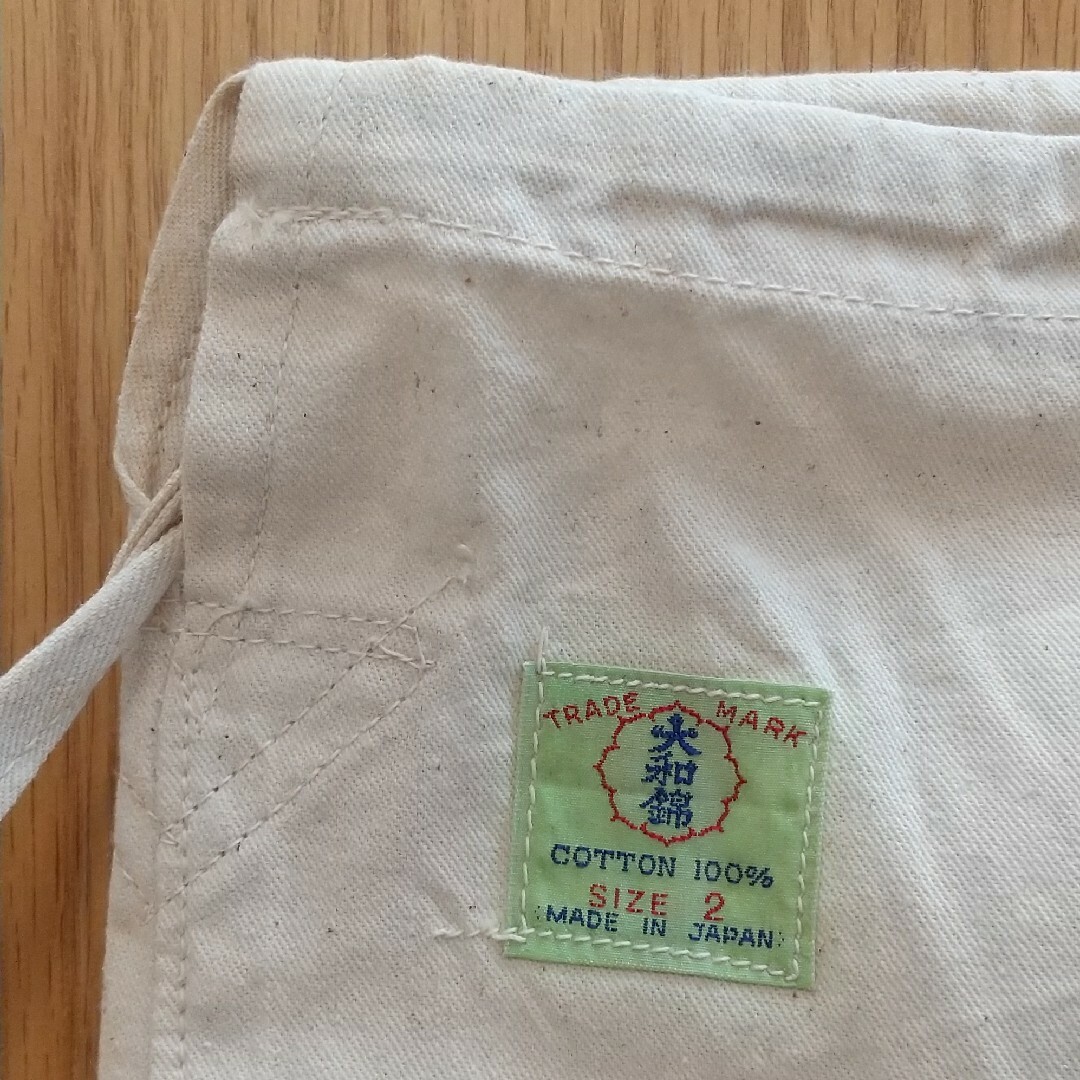 TRADE MARK
大和錦
COTTON 100%
SIZE 2
MADE IN JAPAN